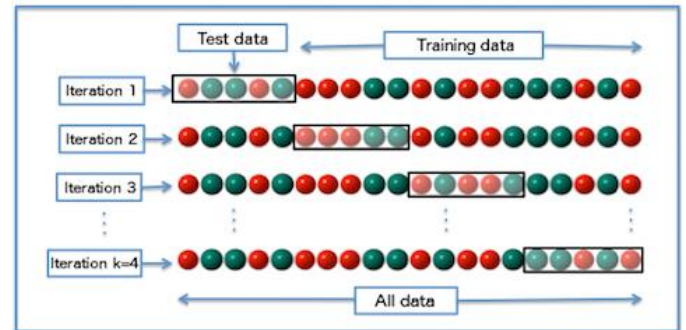 Test data
Training data
Iteration 1
Iteration 2
Iteration 3
Iteration k=4
All data